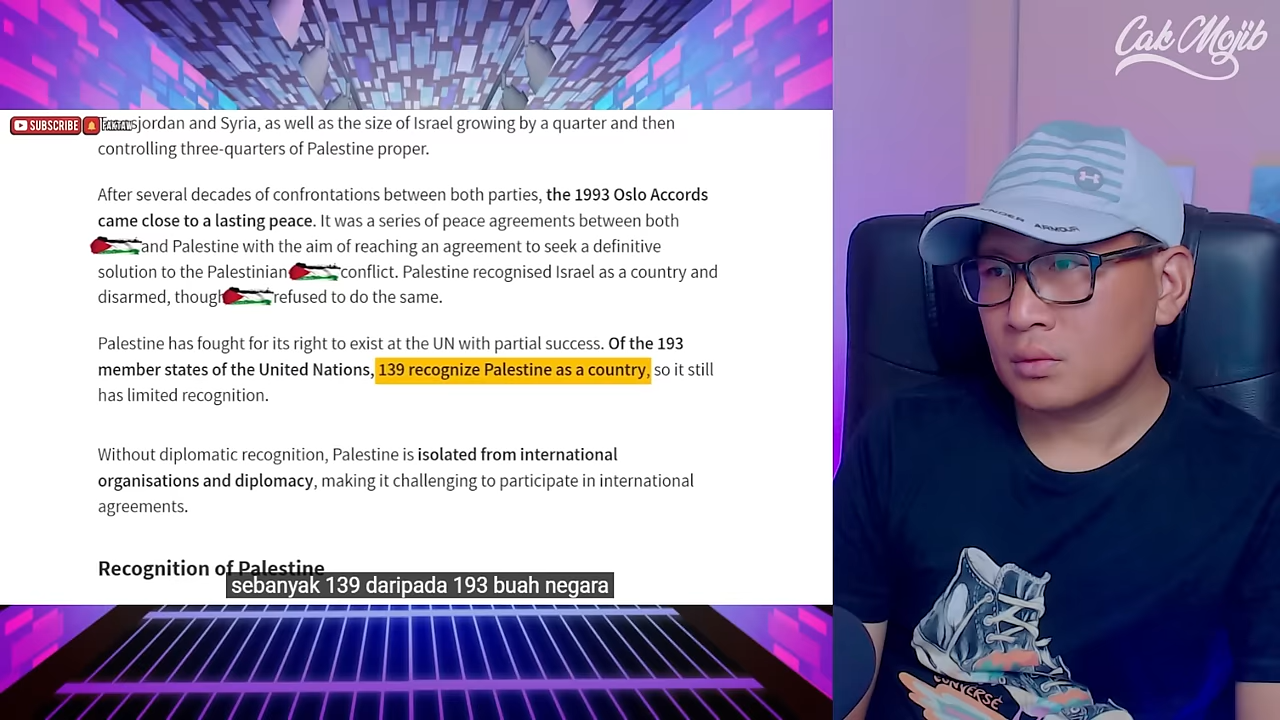 Cak Mojib
SUBSCRIBE
Transjordan and Syria, as well as the size of Israel growing by a quarter and then
controlling three-quarters of Palestine proper.
After several decades of confrontations between both parties, the 1993 Oslo Accords
came close to a lasting peace. It was a series of peace agreements between both
and Palestine with the aim of reaching an agreement to seek a definitive
solution to the Palestinian conflict. Palestine recognised Israel as a country and
disarmed, though refused to do the same.
Palestine has fought for its right to exist at the UN with partial success. Of the 193
member states of the United Nations, 139 recognize Palestine as a country, so it still
has limited recognition.
Without diplomatic recognition, Palestine is isolated from international
organisations and diplomacy, making it challenging to participate in international
agreements.
Recognition of Palestine
sebanyak 139 daripada 193 buah negara
UNDER ARMOUR
CONVERSE